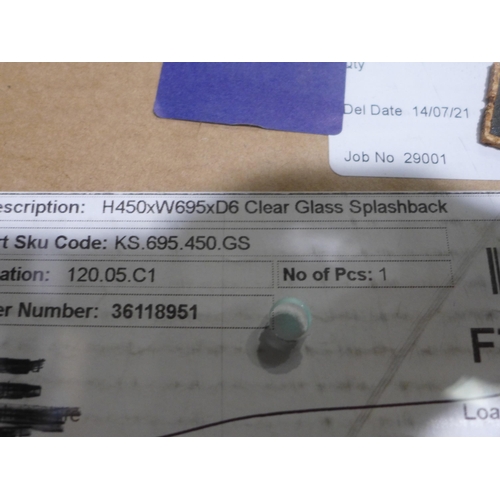 Del Date 14/07/21
Job No 29001
escription: H450xW695xD6 Clear Glass Splashback
rt Sku Code: KS.695.450.GS
ation: 120.05.C1 No of Pcs: 1
er Number: 36118951
Loa